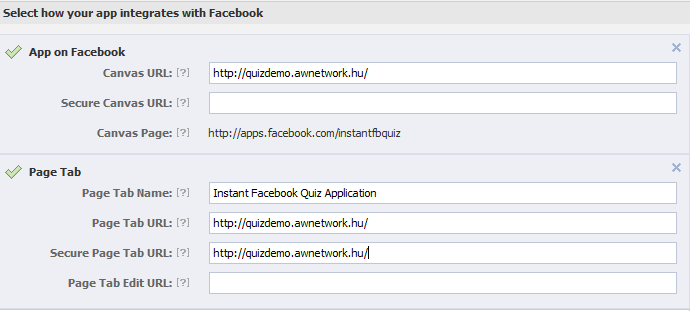 Select how your app integrates with Facebook
App on Facebook
Canvas URL: [?] http://quizdemo.awnetwork.hu/
Secure Canvas URL: [?]
Canvas Page: [?] http://apps.facebook.com/instantfbquiz
Page Tab
Page Tab Name: [?] Instant Facebook Quiz Application
Page Tab URL: [?] http://quizdemo.awnetwork.hu/
Secure Page Tab URL: [?] http://quizdemo.awnetwork.hu/
Page Tab Edit URL: [?]